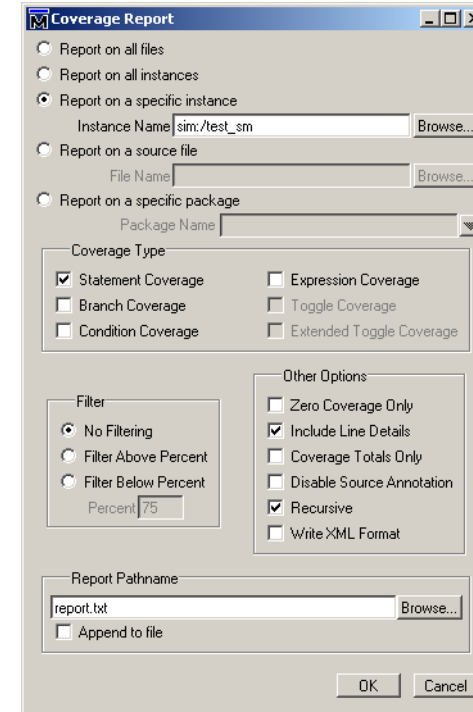 Coverage Report
Report on all files
Report on all instances
Report on a specific instance
Instance Name sim:/test_sm Browse...
Report on a source file
File Name Browse...
Report on a specific package
Package Name
Coverage Type
Statement Coverage Expression Coverage
Branch Coverage Toggle Coverage
Condition Coverage Extended Toggle Coverage
Other Options
Filter Zero Coverage Only
No Filtering Include Line Details
Filter Above Percent Coverage Totals Only
Filter Below Percent Disable Source Annotation
Percent 75 Recursive
Write XML Format
Report Pathname
report.txt Browse...
Append to file
OK Cancel